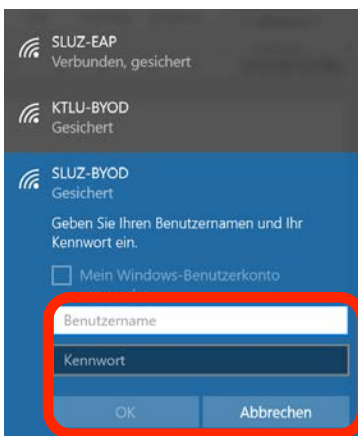 SLUZ-EAP
Verbunden, gesichert
KTLU-BYOD
Gesichert
SLUZ-BYOD
Gesichert
Geben Sie Ihren Benutzernamen und Ihr
Kennwort ein.
Mein Windows-Benutzerkonto
Benutzername
Kennwort
OK
Abbrechen